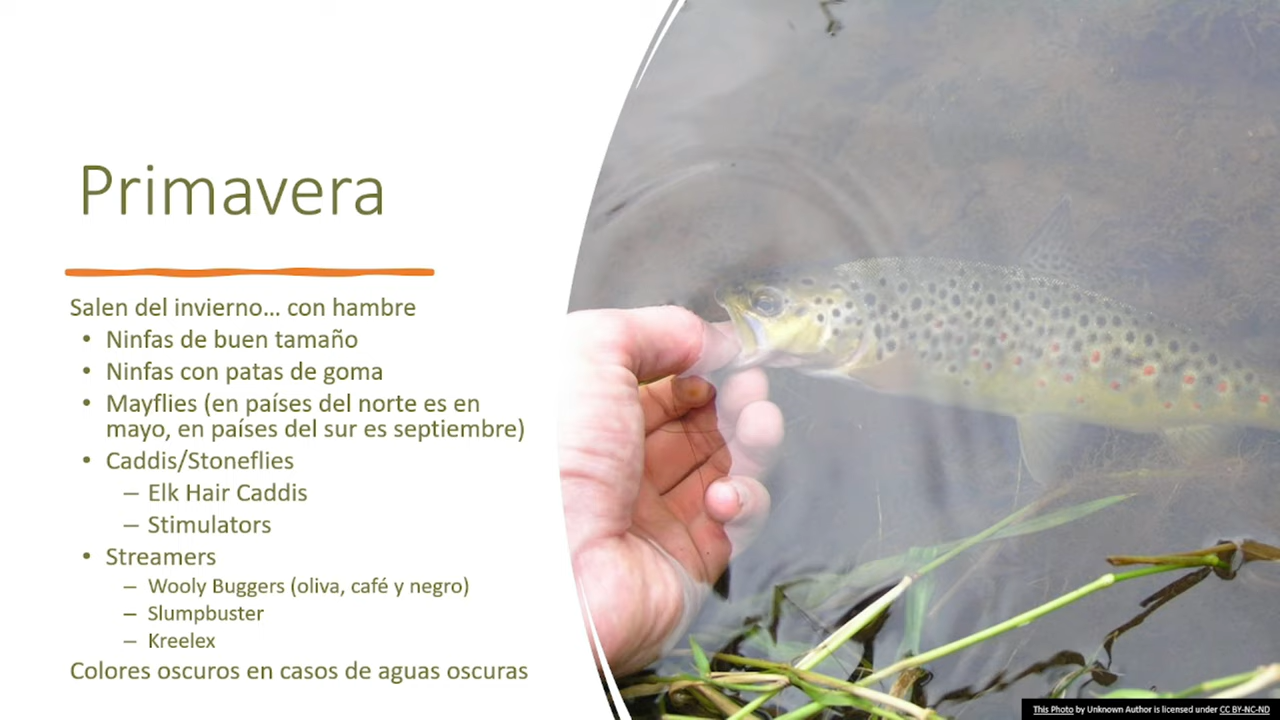 Primavera
Salen del invierno... con hambre
• Ninfas de buen tamaño
• Ninfas con patas de goma
• Mayflies (en países del norte es en
mayo, en países del sur es septiembre)
• Caddis/Stoneflies
– Elk Hair Caddis
– Stimulators
• Streamers
– Wooly Buggers (oliva, café y negro)
– Slumpbuster
– Kreelex
Colores oscuros en casos de aguas oscuras
This Photo by Unknown Author is licensed under CC BY-NC-ND